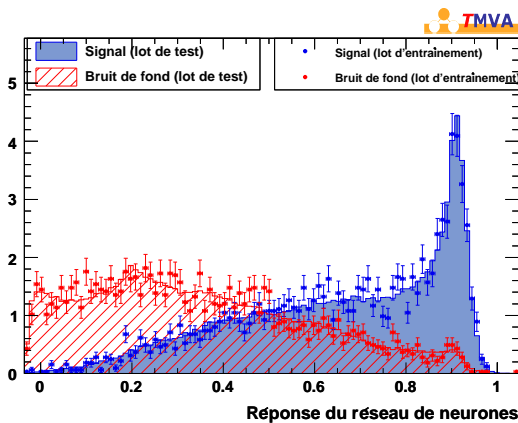 TMVA
Signal (lot de test)
Bruit de fond (lot de test)
Signal (lot d'entraînement)
Bruit de fond (lot d'entraînement)
5
4
3
2
1
0
0 0.2 0.4 0.6 0.8 1
Réponse du réseau de neurones